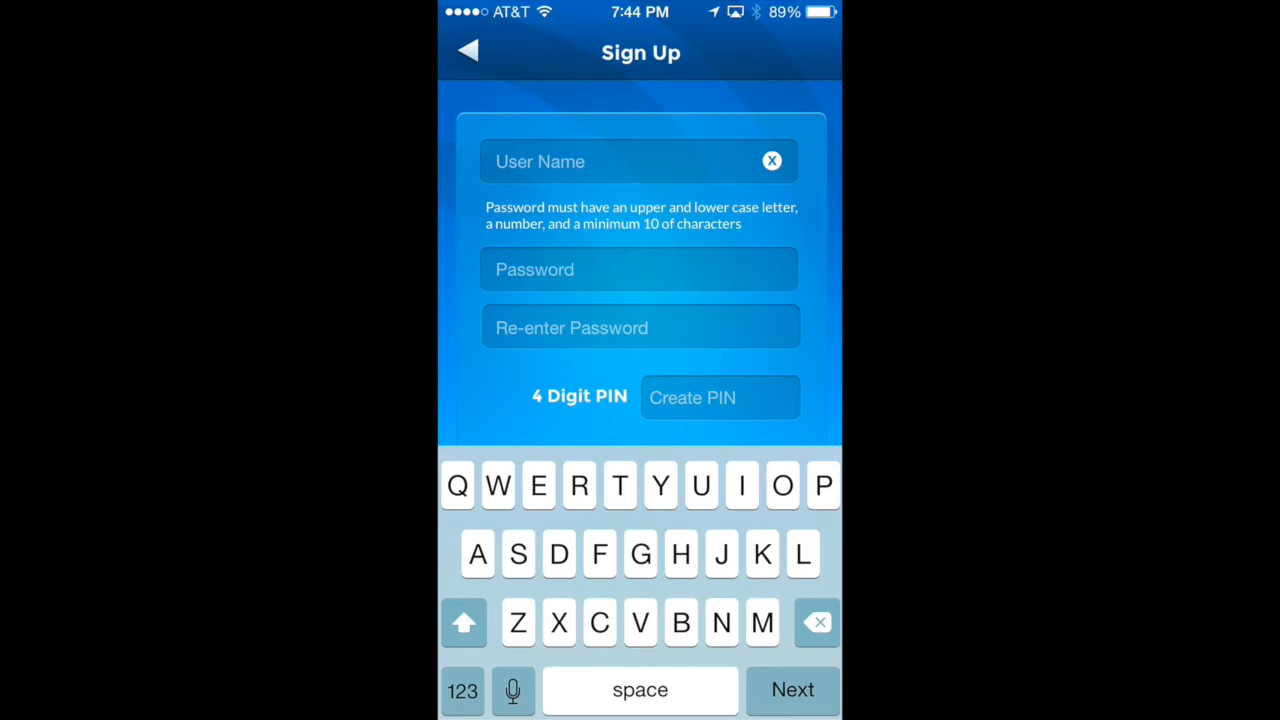 AT&T 7:44 PM 89%
Sign Up
User Name X
Password must have an upper and lower case letter,
a number, and a minimum 10 of characters
Password
Re-enter Password
4 Digit PIN Create PIN
Q W E R T Y U I O P
A S D F G H J K L
Z X C V B N M
123 space Next